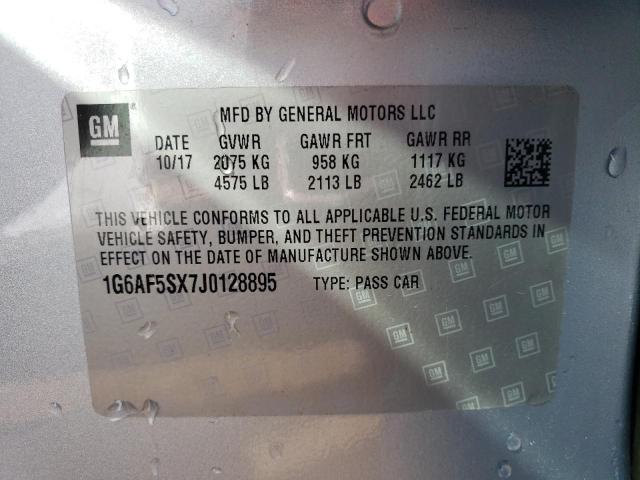 GM
MFD BY GENERAL MOTORS LLC
DATE GVWR GAWR FRT GAWR RR
10/17 2075 KG 958 KG 1117 KG
4575 LB 2113 LB 2462 LB
THIS VEHICLE CONFORMS TO ALL APPLICABLE U.S. FEDERAL MOTOR
VEHICLE SAFETY, BUMPER, AND THEFT PREVENTION STANDARDS IN
EFFECT ON THE DATE OF MANUFACTURE SHOWN ABOVE.
1G6AF5SX7J0128895 TYPE: PASS CAR